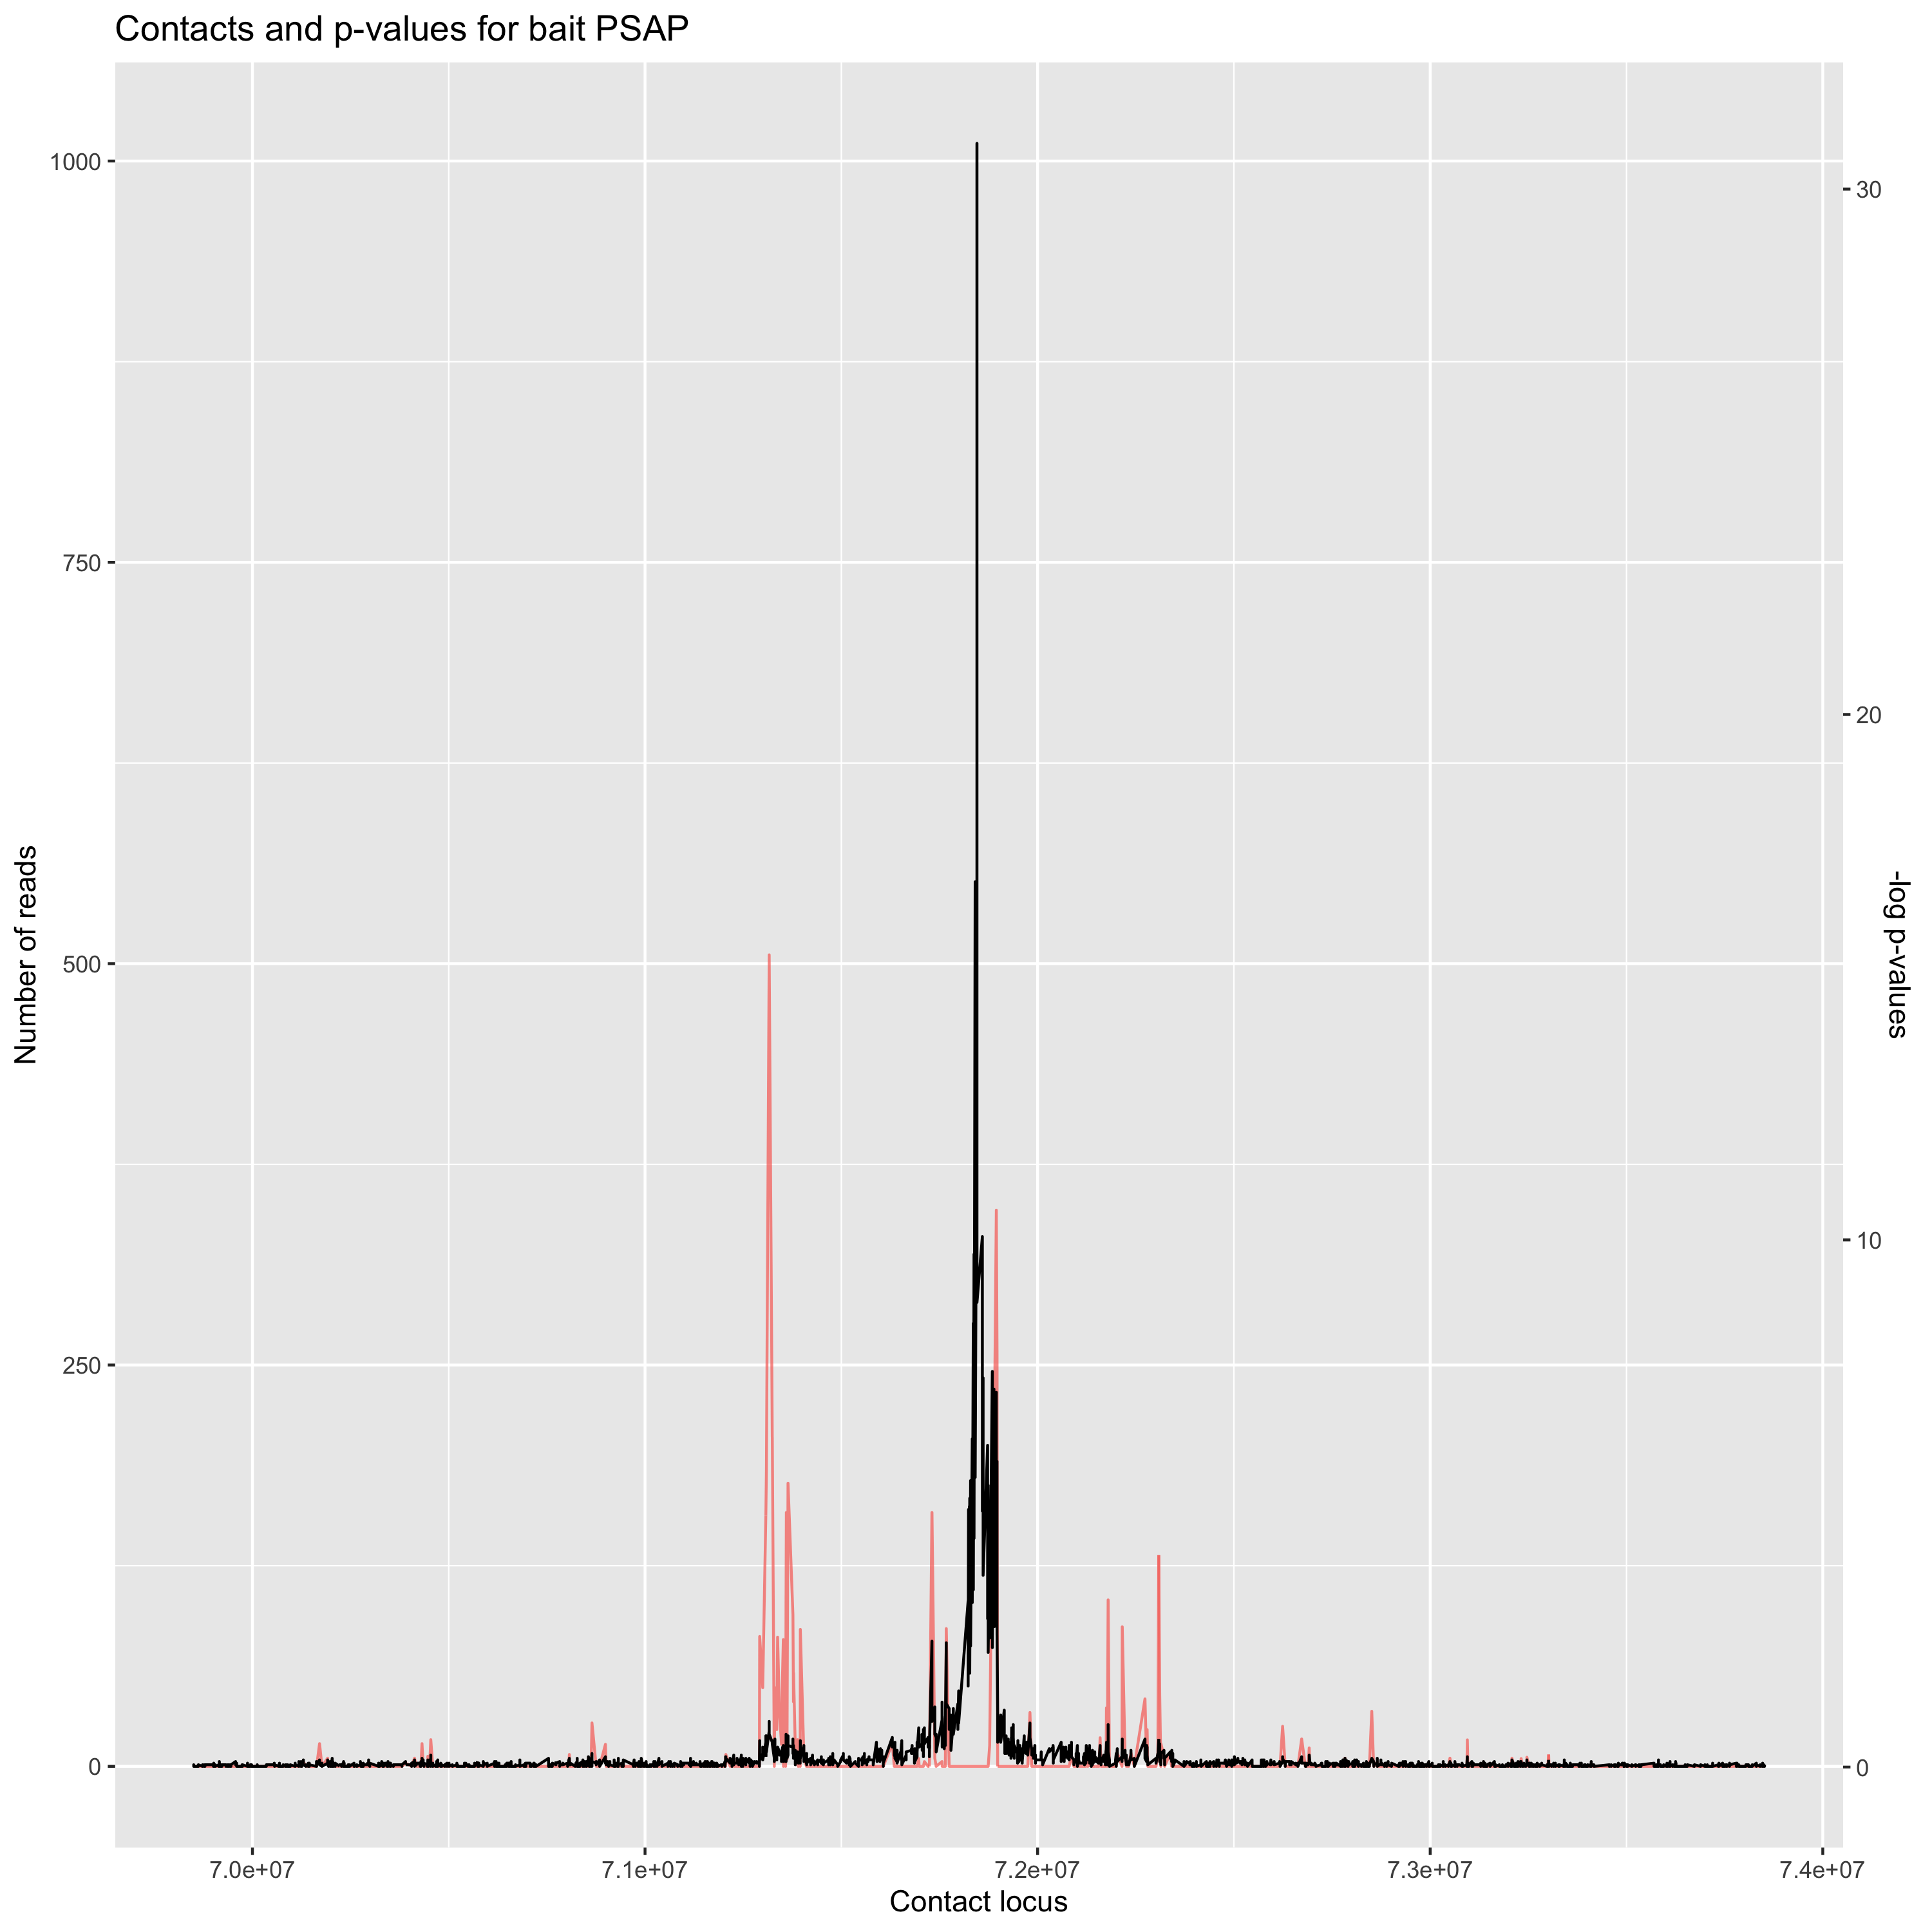 Contacts and p-values for bait PSAP
1000
750
500
250
0
Number of reads
30
20
10
0
-log p-values
7.0e+07
7.1e+07
7.2e+07
7.3e+07
7.4e+07
Contact locus